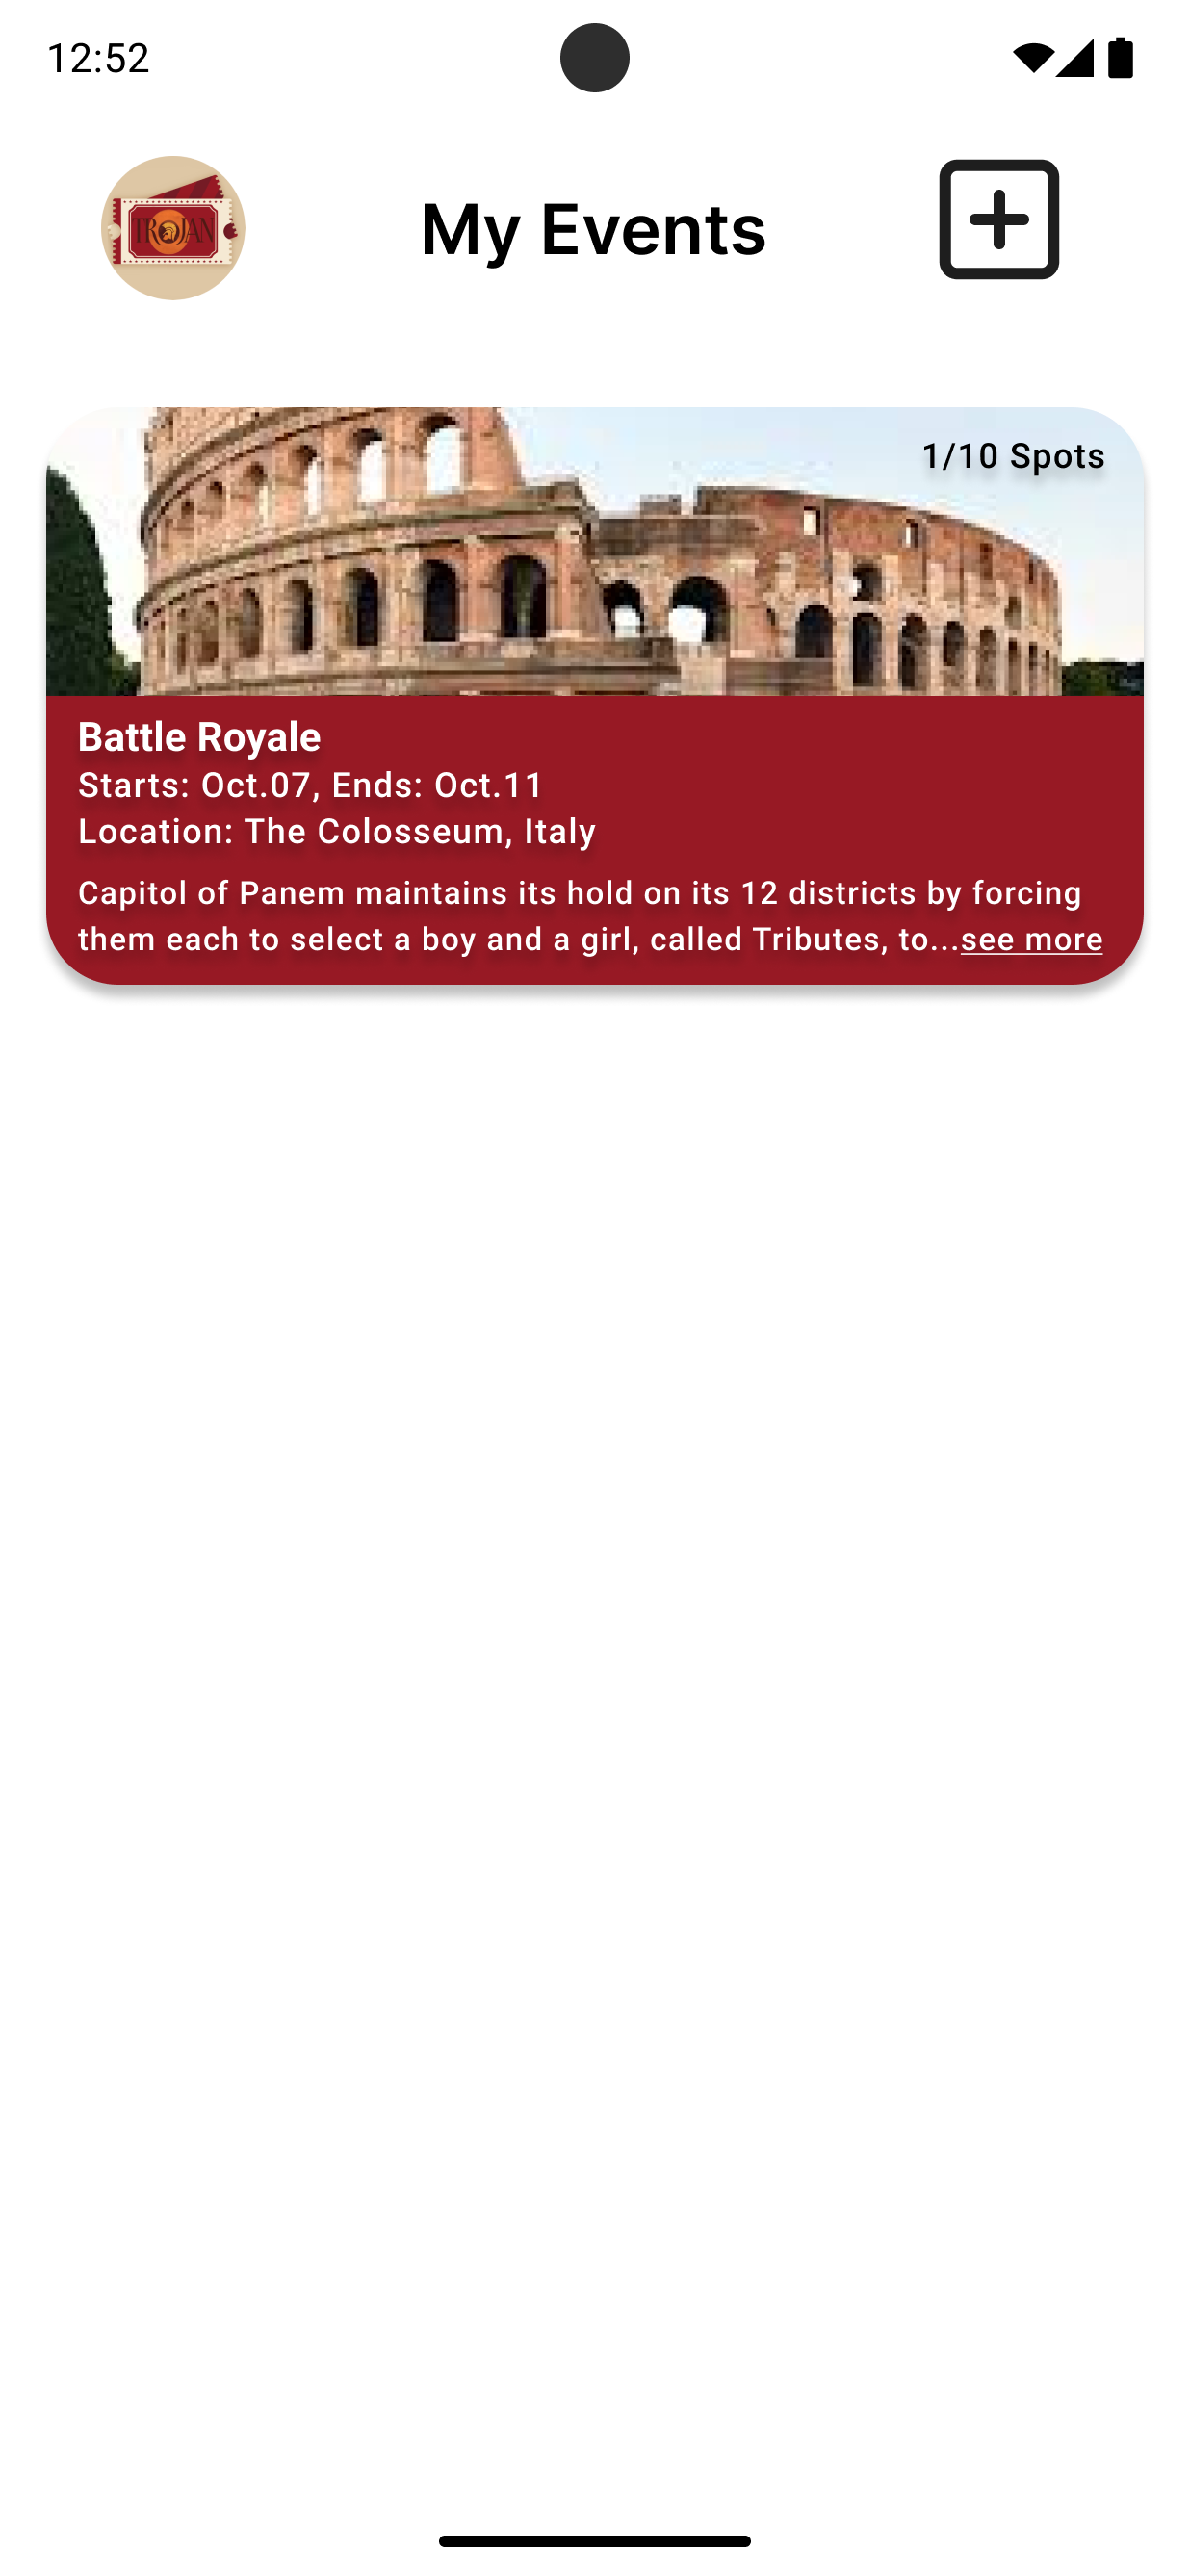 12:52
TROJAN
My Events
1/10 Spots
Battle Royale
Starts: Oct.07, Ends: Oct.11
Location: The Colosseum, Italy
Capitol of Panem maintains its hold on its 12 districts by forcing
them each to select a boy and a girl, called Tributes, to...see more